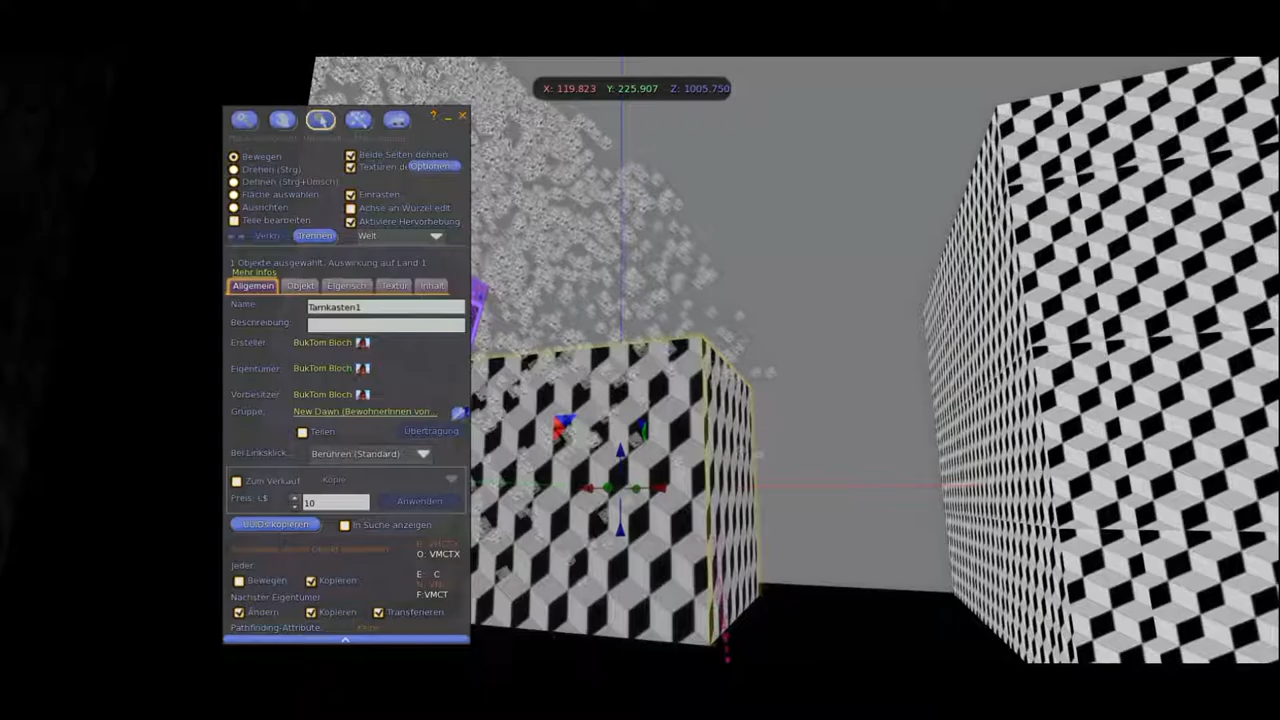 X: 119.823 Y: 225.907 Z: 1005.750
? _ ×
Bewegen
Drehen (Strg)
Dehnen (Strg+Umsch)
Fläche auswählen
Ausrichten
Teile bearbeiten
Beide Seiten dehnen
Texturen de Optionen...
Einrasten
Achse an Wurzel edit
Aktiviere Hervorhebung
Verkn Trennen Welt
1 Objekte ausgewählt, Auswirkung auf Land 1
Mehr Infos
Allgemein Objekt Eigensch Textur Inhalt
Name: Tarnkasten1
Beschreibung:
Ersteller: BukTom Bloch
Eigentümer: BukTom Bloch
Vorbesitzer BukTom Bloch
Gruppe: New Dawn (BewohnerInnen von ...
Teilen Übertragung
Bei Linksklick... Berühren (Standard)
Zum Verkauf Kopie
Preis: L$ 10 Anwenden
UUIDs kopieren In Suche anzeigen
O: VMCTX
Jeder: E: C
Bewegen Kopieren
F:VMCT
Nächster Eigentümer
Ändern Kopieren Transferieren
Pathfinding-Attribute: